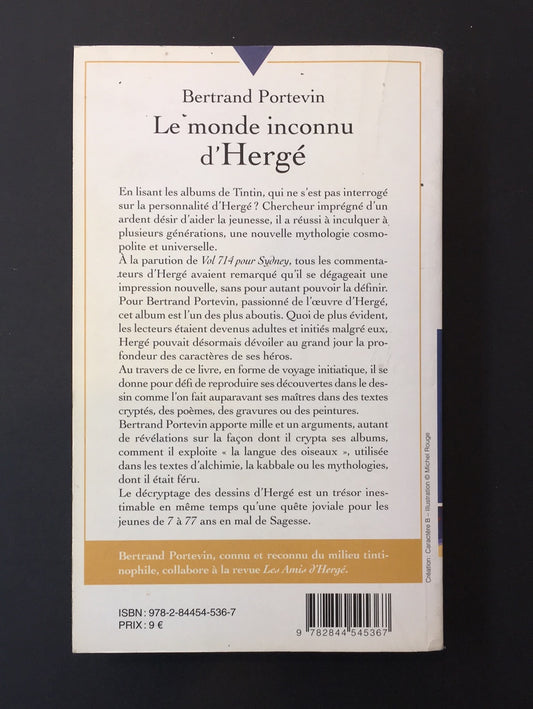 Bertrand Portevin
Le monde inconnu
d'Hergé
En lisant les albums de Tintin, qui ne s'est pas interrogé
sur la personnalité d'Hergé ? Chercheur imprégné d'un
ardent désir d'aider la jeunesse, il a réussi à inculquer à
plusieurs générations, une nouvelle mythologie cosmo-
polite et universelle.
À la parution de Vol 714 pour Sydney, tous les commenta-
teurs d'Hergé avaient remarqué qu'il se dégageait une
impression nouvelle, sans pour autant pouvoir la définir.
Pour Bertrand Portevin, passionné de l'œuvre d'Hergé,
cet album est l'un des plus aboutis. Quoi de plus évident,
les lecteurs étaient devenus adultes et initiés malgré eux,
Hergé pouvait désormais dévoiler au grand jour la pro-
fondeur des caractères de ses héros.
Au travers de ce livre, en forme de voyage initiatique, il se
donne pour défi de reproduire ses découvertes dans le des-
sin comme l'on fait auparavant ses maîtres dans des textes
cryptés, des poèmes, des gravures ou des peintures.
Bertrand Portevin apporte mille et un arguments, autant
de révélations sur la façon dont il crypta ses albums,
comment il exploite « la langue des oiseaux », utilisée
dans les textes d'alchimie, la kabbale ou les mythologies,
dont il était féru.
Le décryptage des dessins d'Hergé est un trésor ines-
timable en même temps qu'une quête joviale pour les
jeunes de 7 à 77 ans en mal de Sagesse.
Bertrand Portevin, connu et reconnu du milieu tinti-
nophile, collabore à la revue Les Amis d'Hergé.
Création : Caractère B – illustration © Michel Rouge
ISBN : 978-2-84454-536-7
PRIX : 9 €
9 782844 545367